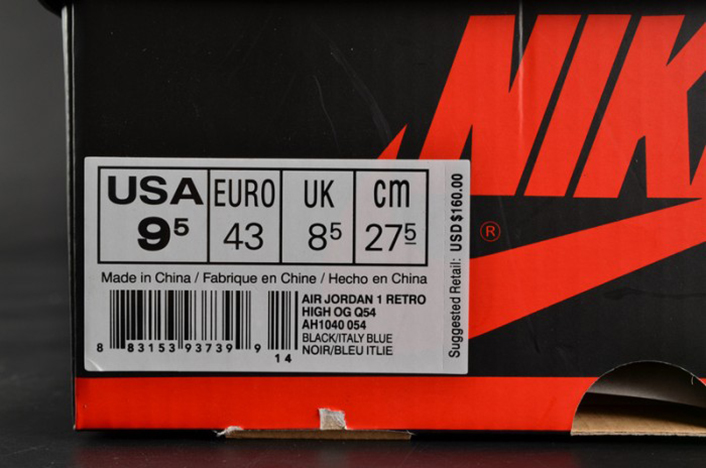 NIK
®
USA EURO UK cm
9⁵ 43 8⁵ 27⁵
Made in China / Fabrique en Chine / Hecho en China
AIR JORDAN 1 RETRO
HIGH OG Q54
AH1040 054
BLACK/ITALY BLUE
NOIR/BLEU ITLIE
8 83153 93739 9
14
Suggested Retail: USD $160.00